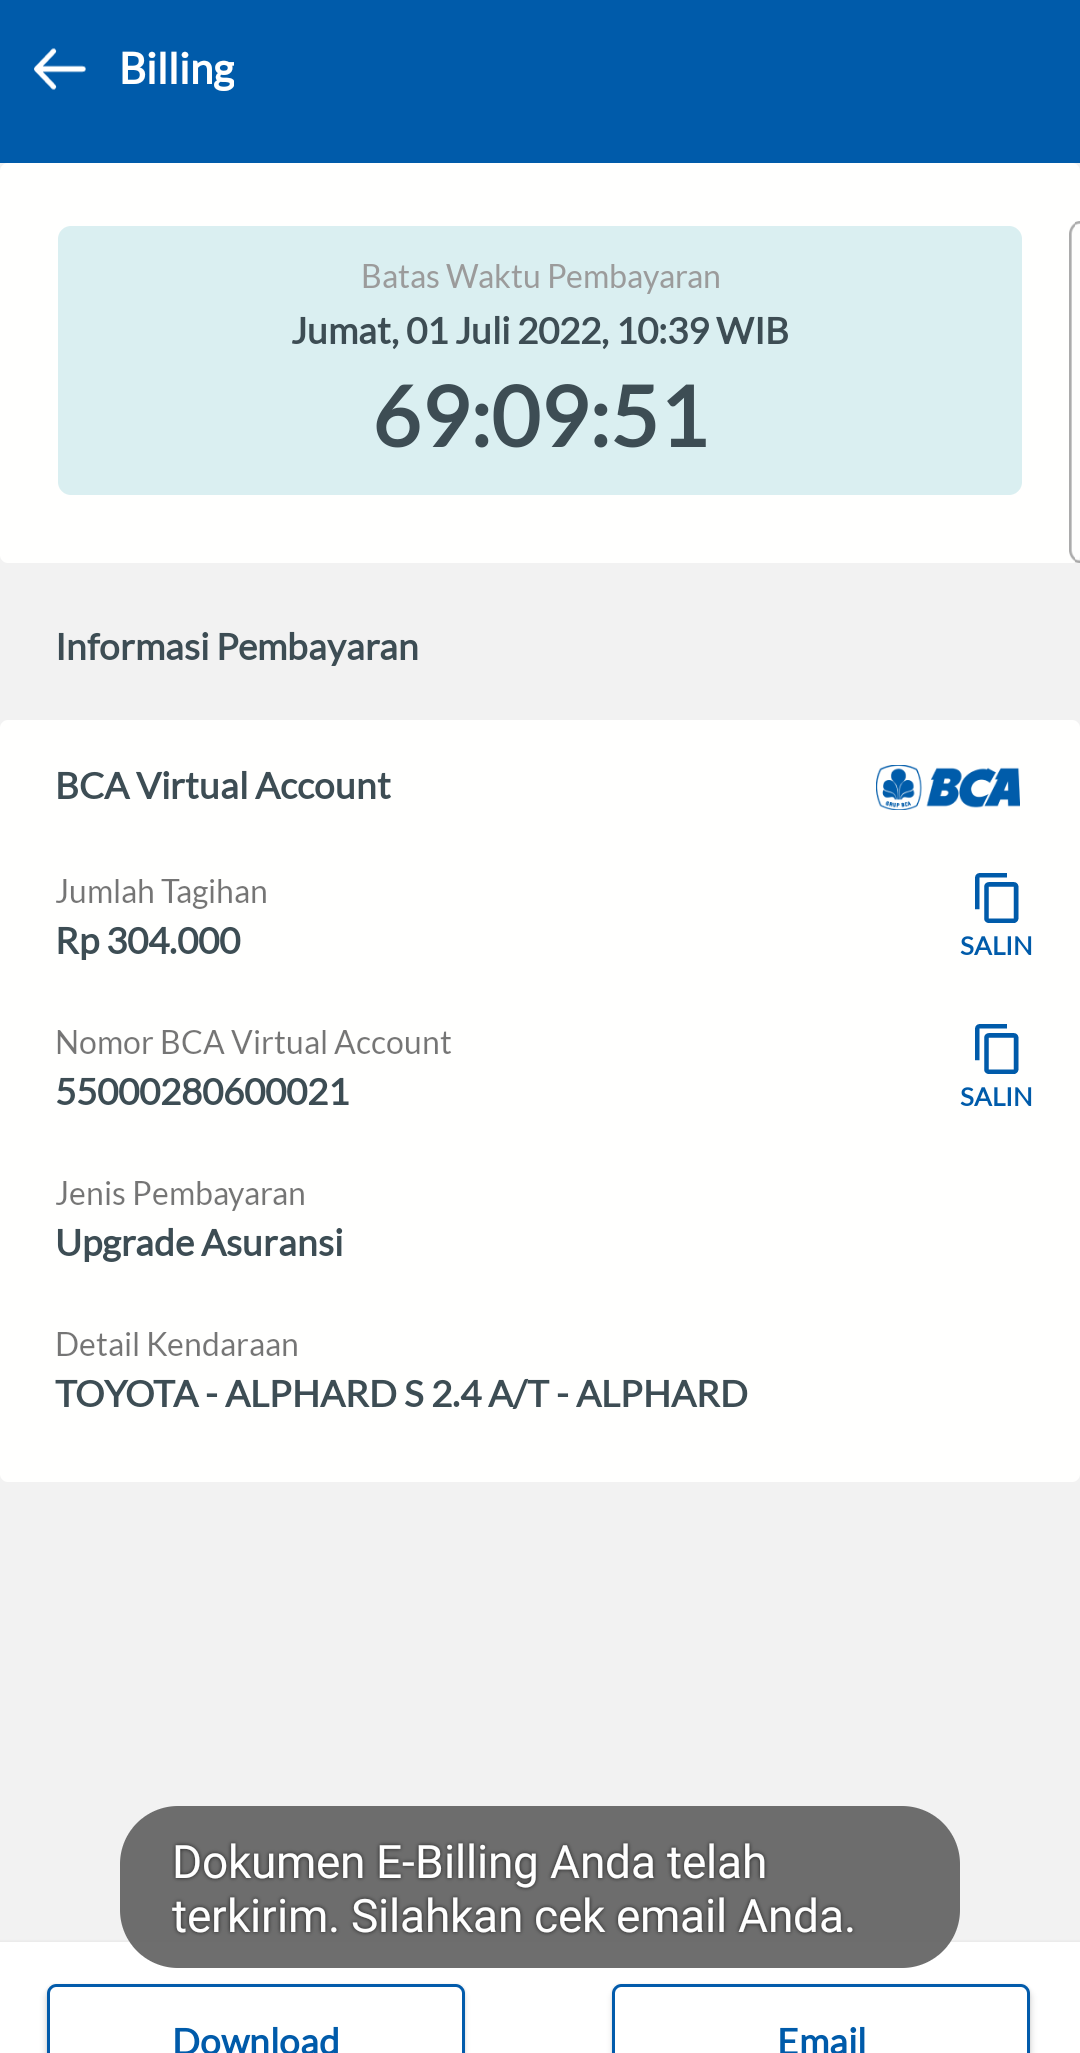 Billing
Batas Waktu Pembayaran
Jumat, 01 Juli 2022, 10:39 WIB
69:09:51
Informasi Pembayaran
BCA Virtual Account
GRUP BCA
BCA
Jumlah Tagihan
Rp 304.000
SALIN
Nomor BCA Virtual Account
55000280600021
SALIN
Jenis Pembayaran
Upgrade Asuransi
Detail Kendaraan
TOYOTA - ALPHARD S 2.4 A/T - ALPHARD
Dokumen E-Billing Anda telah
terkirim. Silahkan cek email Anda.
Download
Email